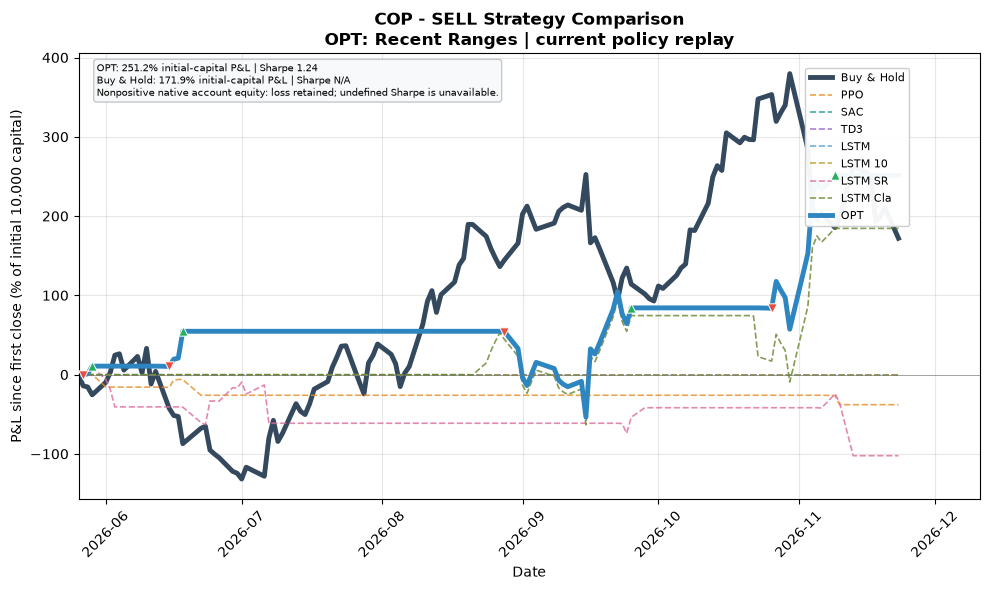 COP - SELL Strategy Comparison
OPT: Recent Ranges | current policy replay
OPT: 251.2% initial-capital P&L | Sharpe 1.24
Buy & Hold: 171.9% initial-capital P&L | Sharpe N/A
Nonpositive native account equity: loss retained; undefined Sharpe is unavailable.
Buy & Hold
PPO
SAC
TD3
LSTM
LSTM 10
LSTM SR
LSTM Cla
OPT
P&L since first close (% of initial 10,000 capital)
400
300
200
100
0
−100
2026-06
2026-07
2026-08
2026-09
2026-10
2026-11
2026-12
Date